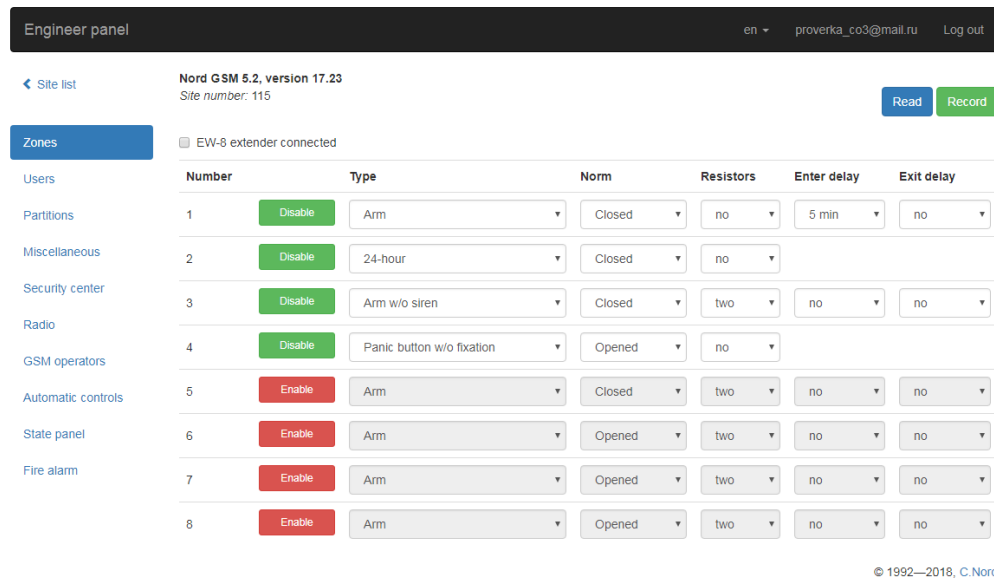 Engineer panel en proverka_co3@mail.ru Log out
Site list
Nord GSM 5.2, version 17.23
Site number: 115
Read Record
Zones
Users
Partitions
Miscellaneous
Security center
Radio
GSM operators
Automatic controls
State panel
Fire alarm
EW-8 extender connected
Number Type Norm Resistors Enter delay Exit delay
1 Disable Arm Closed no 5 min no
2 Disable 24-hour Closed no
3 Disable Arm w/o siren Closed two no no
4 Disable Panic button w/o fixation Opened no
5 Enable Arm Closed two no no
6 Enable Arm Opened two no no
7 Enable Arm Opened two no no
8 Enable Arm Opened two no no
© 1992—2018, C.Nord